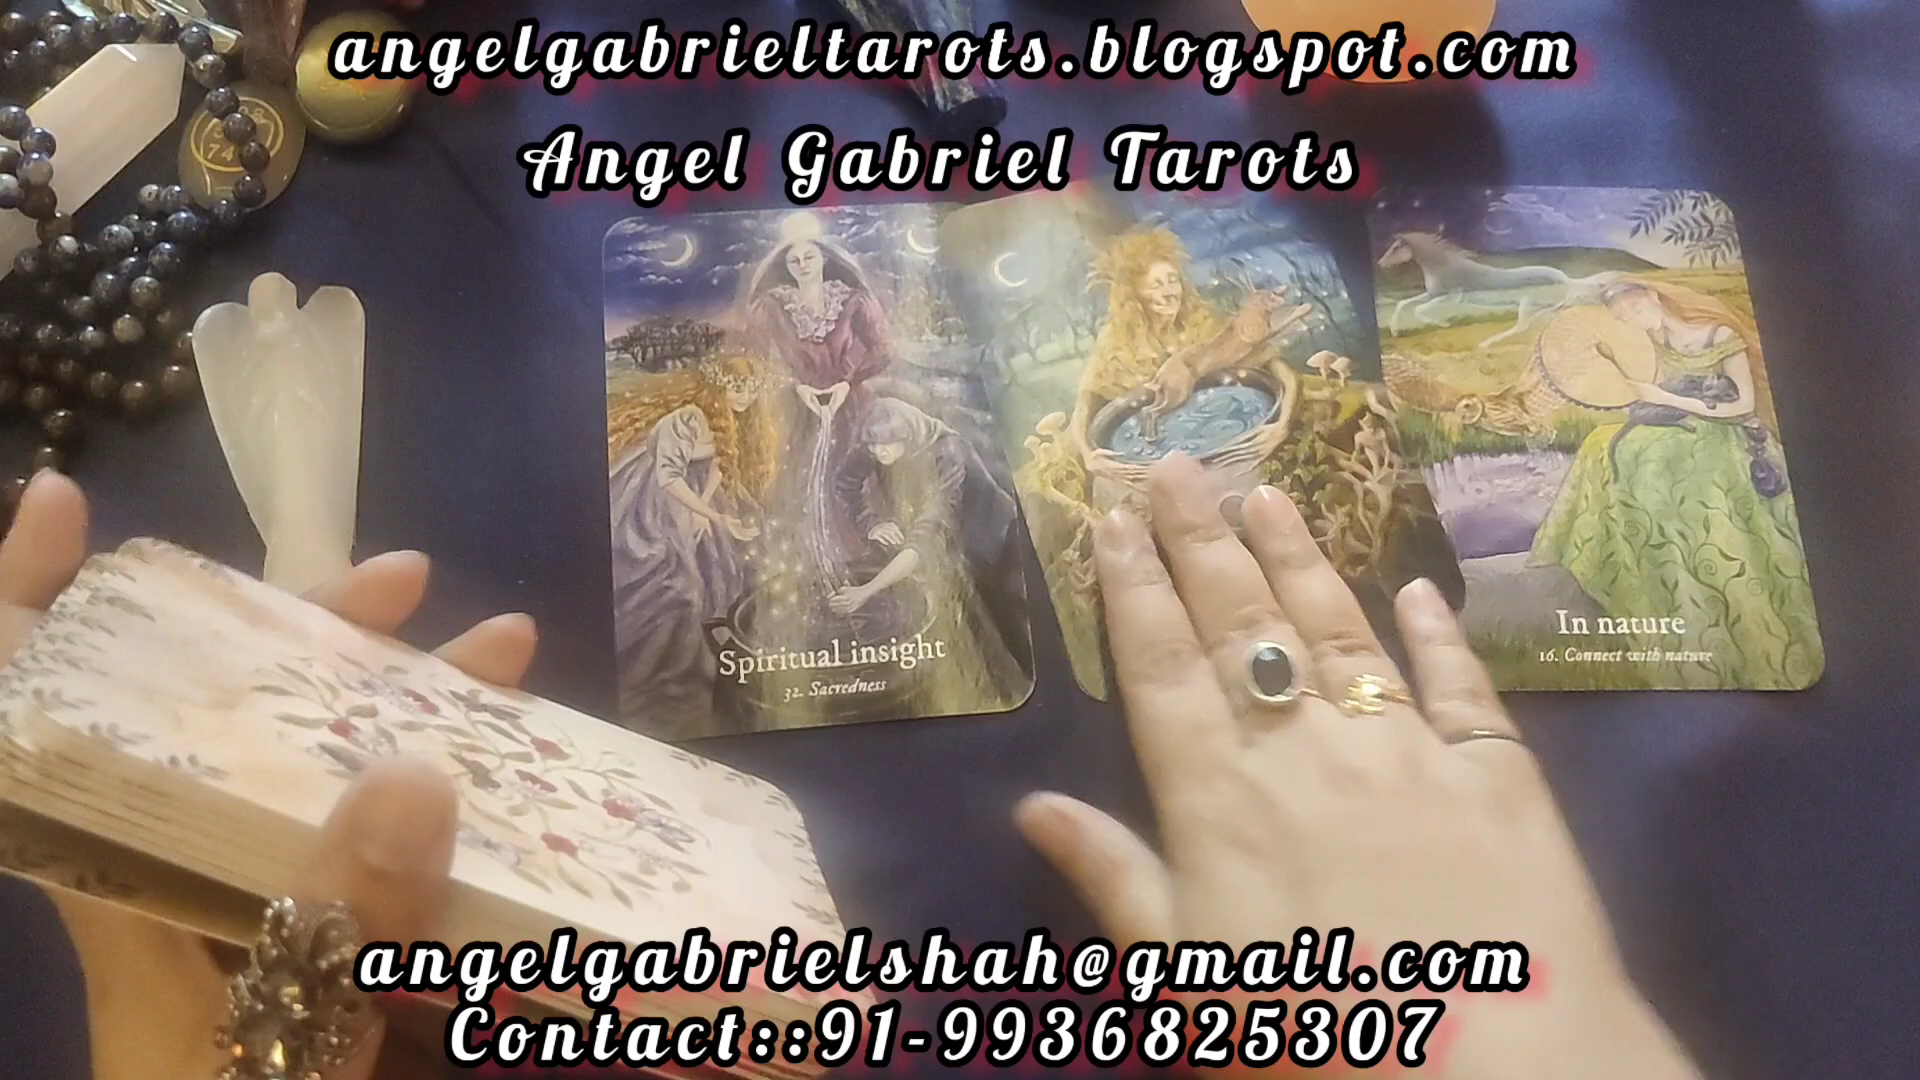 angelgabrieltarots.blogspot.com
Angel Gabriel Tarots
Spiritual insight
32. Sacredness
In nature
16. Connect with nature
angelgabrielshah@gmail.com
Contact::91-9936825307